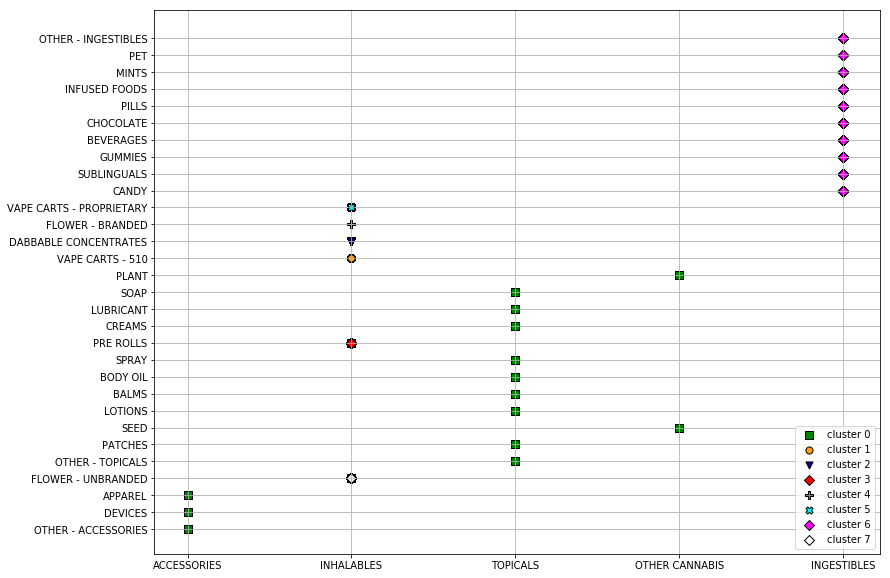 OTHER - INGESTIBLES
PET
MINTS
INFUSED FOODS
PILLS
CHOCOLATE
BEVERAGES
GUMMIES
SUBLINGUALS
CANDY
VAPE CARTS - PROPRIETARY
FLOWER - BRANDED
DABBABLE CONCENTRATES
VAPE CARTS - 510
PLANT
SOAP
LUBRICANT
CREAMS
PRE ROLLS
SPRAY
BODY OIL
BALMS
LOTIONS
SEED
PATCHES
OTHER - TOPICALS
FLOWER - UNBRANDED
APPAREL
DEVICES
OTHER - ACCESSORIES
cluster 0
cluster 1
cluster 2
cluster 3
cluster 4
cluster 5
cluster 6
cluster 7
ACCESSORIES
INHALABLES
TOPICALS
OTHER CANNABIS
INGESTIBLES